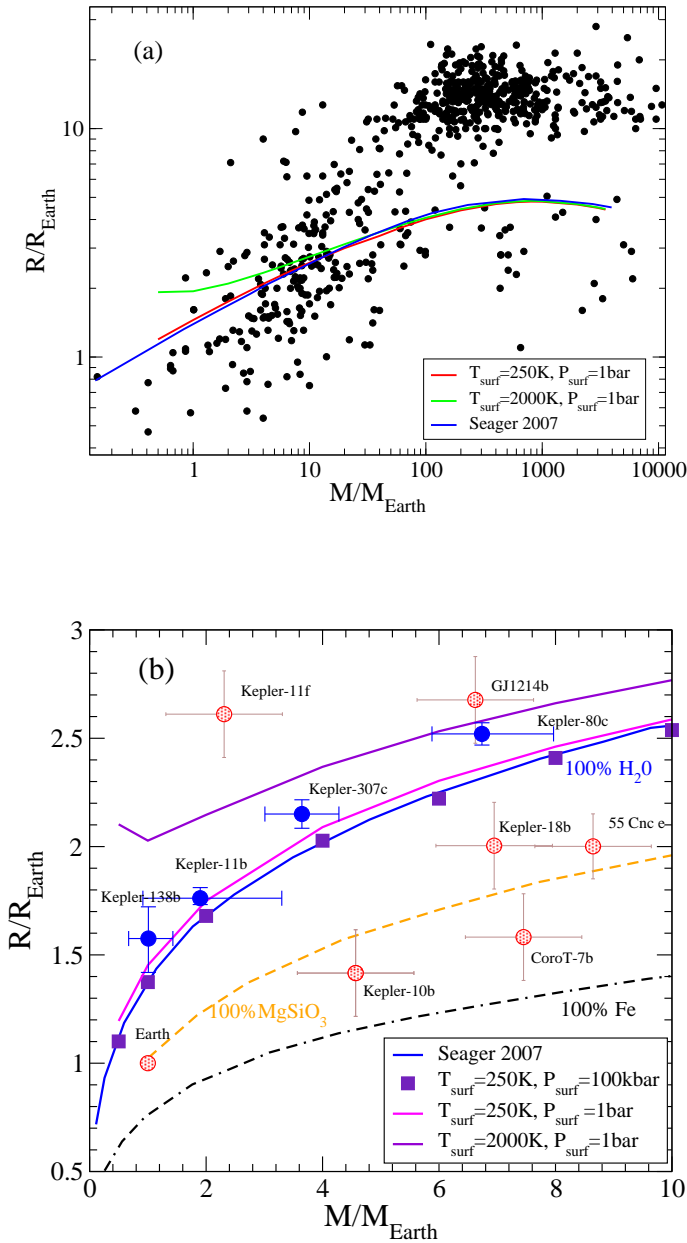 (a)
R/R_Earth
10
1
T_surf=250K, P_surf=1bar
T_surf=2000K, P_surf=1bar
Seager 2007
1 10 100 1000 10000
M/M_Earth
(b)
R/R_Earth
3
2.5
2
1.5
1
0.5
Kepler-11f
GJ1214b
Kepler-80c
100% H_20
Kepler-307c
Kepler-18b
55 Cnc e
Kepler-11b
Kepler-138b
CoroT-7b
Kepler-10b
100%MgSiO_3
100% Fe
Earth
Seager 2007
T_surf=250K, P_surf=100kbar
T_surf=250K, P_surf =1bar
T_surf=2000K, P_surf=1bar
0 2 4 6 8 10
M/M_Earth